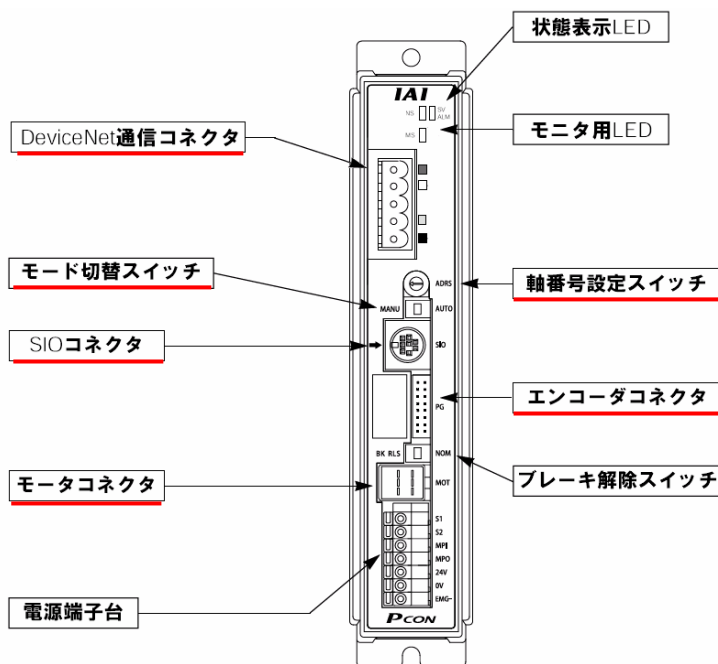 状態表示LED
IAI
NS
SV
ALM
MS
モニタ用LED
DeviceNet通信コネクタ
モード切替スイッチ
ADRS
軸番号設定スイッチ
MANU
AUTO
SIOコネクタ
SIO
エンコーダコネクタ
PG
BK RLS
NOM
モータコネクタ
MOT
ブレーキ解除スイッチ
S1
S2
MPI
MPO
24V
0V
EMG-
電源端子台
PCON